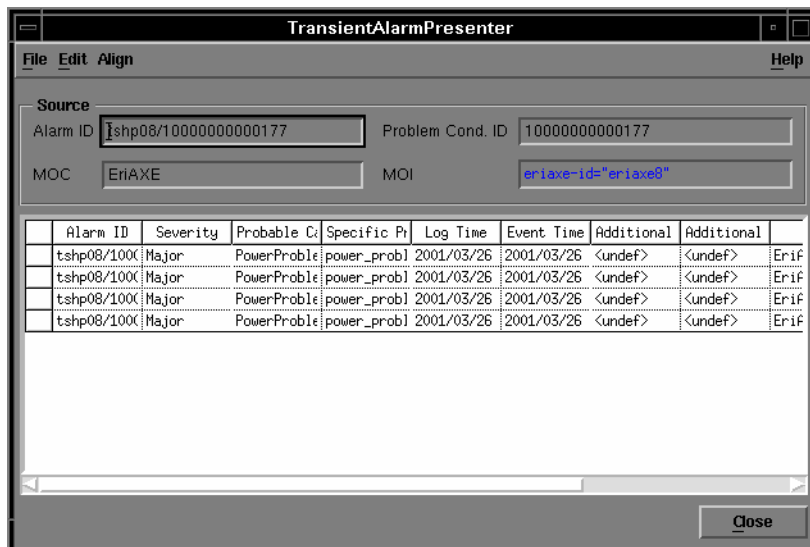 TransientAlarmPresenter
File Edit Align Help
Source
Alarm ID tshp08/10000000000177 Problem Cond. ID 10000000000177
MOC EriAXE MOI eriaxe-id="eriaxe8"
Alarm ID Severity Probable Ca Specific Pr Log Time Event Time Additional Additional
tshp08/100( Major PowerProble power_probl 2001/03/26 2001/03/26 <undef> <undef> EriA
tshp08/100( Major PowerProble power_probl 2001/03/26 2001/03/26 <undef> <undef> EriA
tshp08/100( Major PowerProble power_probl 2001/03/26 2001/03/26 <undef> <undef> EriA
tshp08/100( Major PowerProble power_probl 2001/03/26 2001/03/26 <undef> <undef> EriA
Close